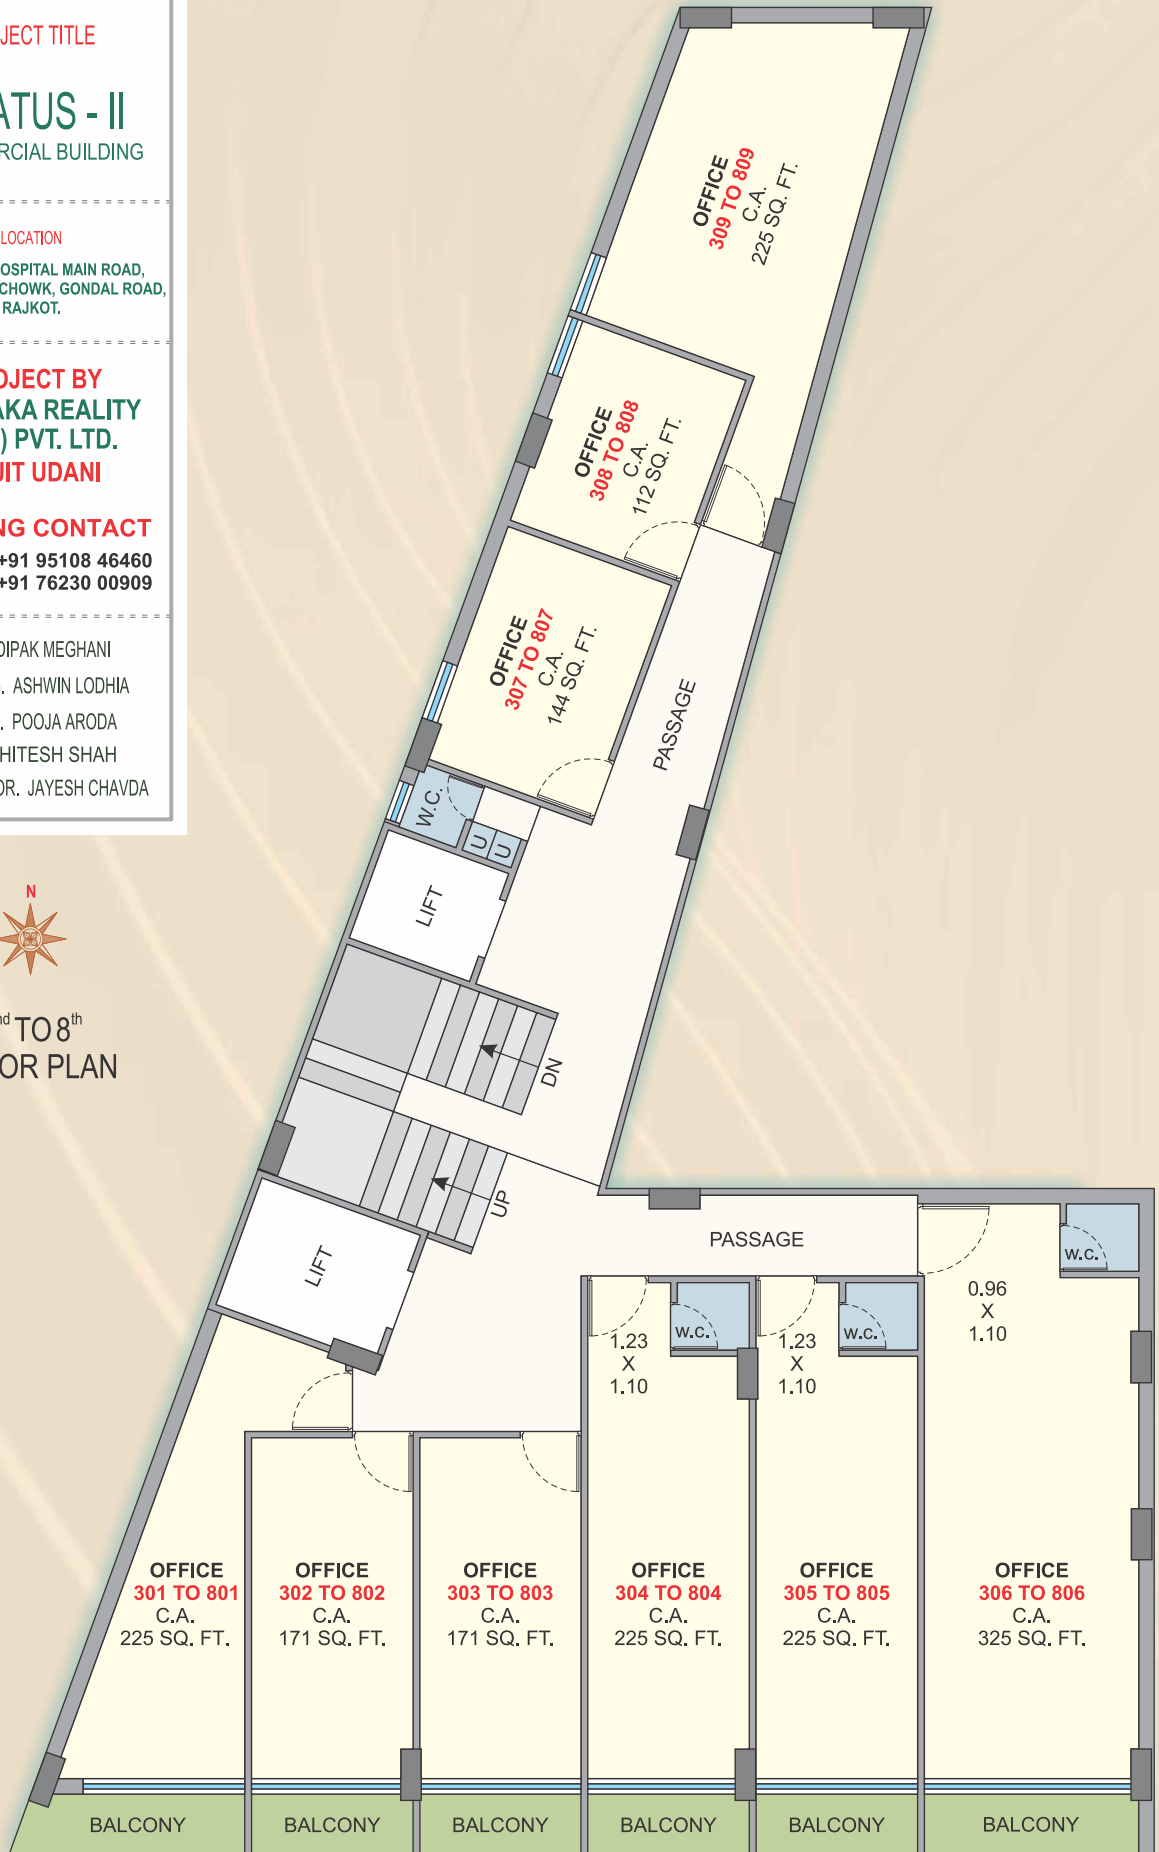 JECT TITLE
ATUS - II
RCIAL BUILDING
LOCATION
OSPITAL MAIN ROAD,
CHOWK, GONDAL ROAD,
RAJKOT.
OJECT BY
AKA REALITY
) PVT. LTD.
JIT UDANI
NG CONTACT
+91 95108 46460
+91 76230 00909
DIPAK MEGHANI
. ASHWIN LODHIA
. POOJA ARODA
HITESH SHAH
OR. JAYESH CHAVDA
N
nd TO 8th
OR PLAN
OFFICE
309 TO 809
C.A.
225 SQ. FT.
OFFICE
308 TO 808
C.A.
112 SQ. FT.
OFFICE
307 TO 807
C.A.
144 SQ. FT.
PASSAGE
W.C.
U
U
LIFT
DN
UP
LIFT
PASSAGE
W.C.
0.96
X
1.10
W.C.
1.23
X
1.10
W.C.
1.23
X
1.10
OFFICE
301 TO 801
C.A.
225 SQ. FT.
OFFICE
302 TO 802
C.A.
171 SQ. FT.
OFFICE
303 TO 803
C.A.
171 SQ. FT.
OFFICE
304 TO 804
C.A.
225 SQ. FT.
OFFICE
305 TO 805
C.A.
225 SQ. FT.
OFFICE
306 TO 806
C.A.
325 SQ. FT.
BALCONY
BALCONY
BALCONY
BALCONY
BALCONY
BALCONY